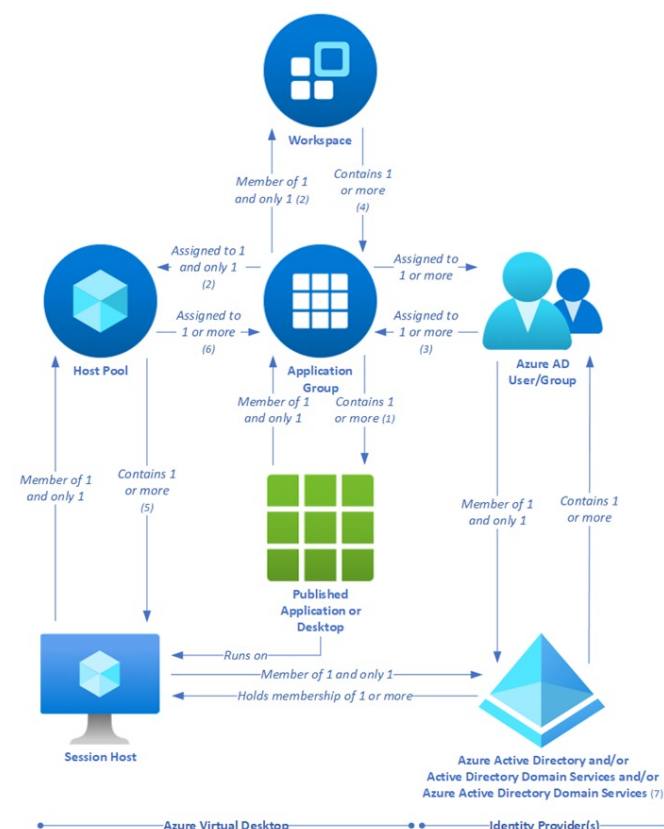 Workspace
Member of 1
and only 1 (2)
Contains 1
or more
(4)
Assigned to 1
and only 1
(2)
Assigned to
1 or more
Assigned to
1 or more
(6)
Assigned to
1 or more
(3)
Host Pool
Application
Group
Azure AD
User/Group
Member of 1
and only 1
Contains 1
or more (1)
Member of 1
and only 1
Contains 1
or more
(5)
Member of 1
and only 1
Contains 1
or more
Published
Application or
Desktop
Runs on
Member of 1 and only 1
Holds membership of 1 or more
Session Host
Azure Active Directory and/or
Active Directory Domain Services and/or
Azure Active Directory Domain Services (7)
Azure Virtual Desktop
Identity Provider(s)